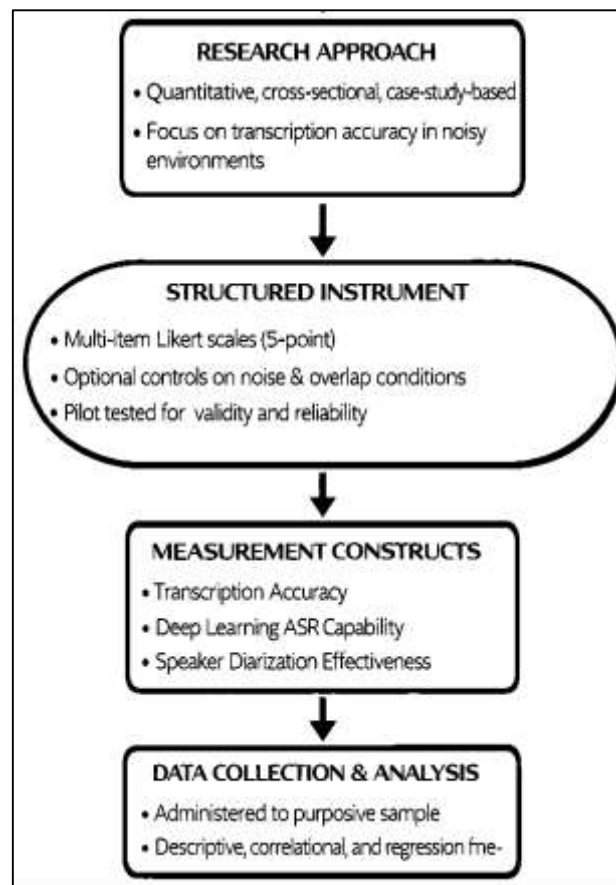 RESEARCH APPROACH
• Quantitative, cross-sectional, case-study-based
• Focus on transcription accuracy in noisy
environments
STRUCTURED INSTRUMENT
• Multi-item Likert scales (5-point)
• Optional controls on noise & overlap conditions
• Pilot tested for validity and reliability
MEASUREMENT CONSTRUCTS
• Transcription Accuracy
• Deep Learning ASR Capability
• Speaker Diarization Effectiveness
DATA COLLECTION & ANALYSIS
• Administered to purposive sample
• Descriptive, correlational, and regression